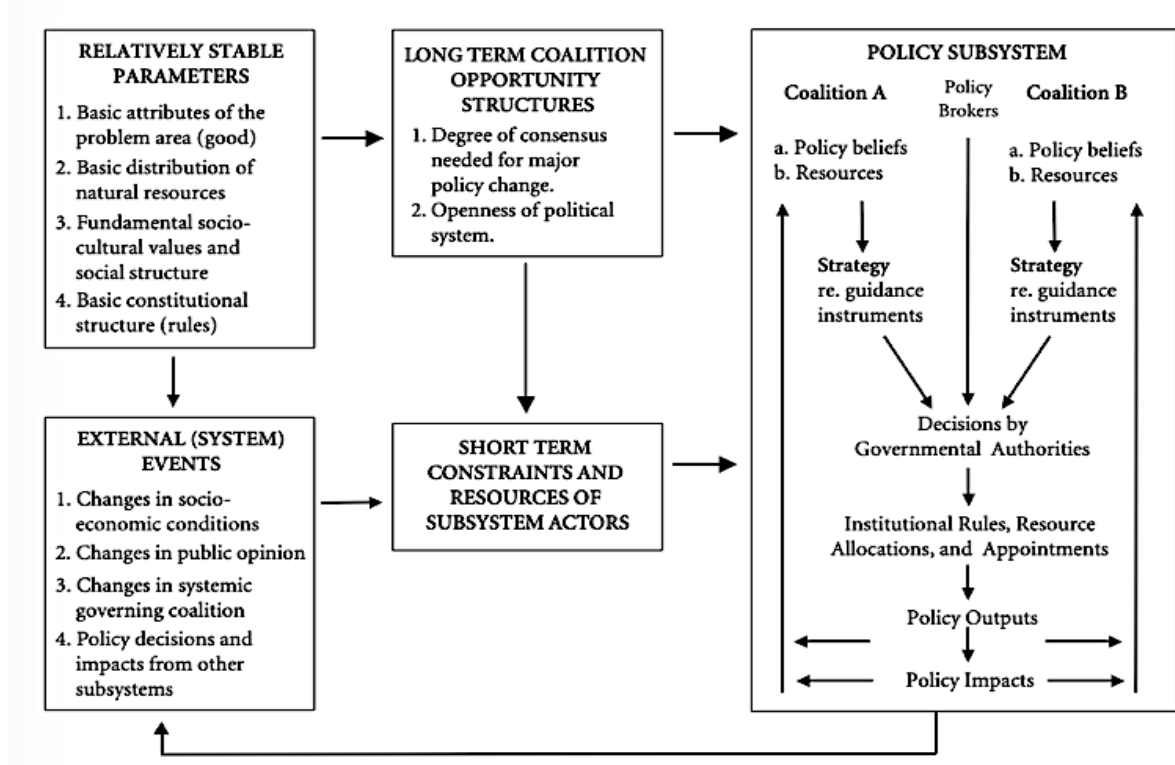 RELATIVELY STABLE
PARAMETERS
1. Basic attributes of the
problem area (good)
2. Basic distribution of
natural resources
3. Fundamental socio-
cultural values and
social structure
4. Basic constitutional
structure (rules)
LONG TERM COALITION
OPPORTUNITY
STRUCTURES
1. Degree of consensus
needed for major
policy change.
2. Openness of political
system.
POLICY SUBSYSTEM
Coalition A
Policy
Brokers
Coalition B
a. Policy beliefs
b. Resources
a. Policy beliefs
b. Resources
Strategy
re. guidance
instruments
Strategy
re. guidance
instruments
Decisions by
Governmental Authorities
Institutional Rules, Resource
Allocations, and Appointments
Policy Outputs
Policy Impacts
EXTERNAL (SYSTEM)
EVENTS
1. Changes in socio-
economic conditions
2. Changes in public opinion
3. Changes in systemic
governing coalition
4. Policy decisions and
impacts from other
subsystems
SHORT TERM
CONSTRAINTS AND
RESOURCES OF
SUBSYSTEM ACTORS